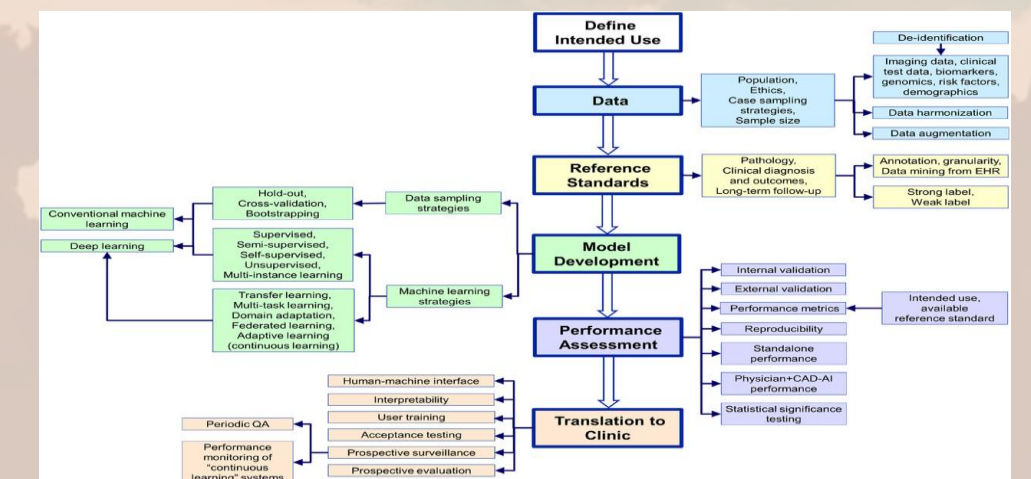 Define
Intended Use
De-identification
Data
Population,
Ethics,
Case sampling
strategies,
Sample size
Imaging data, clinical
test data, biomarkers,
genomics, risk factors,
demographics
Data harmonization
Data augmentation
Reference
Standards
Pathology,
Clinical diagnosis
and outcomes,
Long-term follow-up
Annotation, granularity,
Data mining from EHR
Strong label,
Weak label
Model
Development
Data sampling
strategies
Hold-out,
Cross-validation,
Bootstrapping
Conventional machine
learning
Deep learning
Supervised,
Semi-supervised,
Self-supervised,
Unsupervised,
Multi-instance learning
Machine learning
strategies
Transfer learning,
Multi-task learning,
Domain adaptation,
Federated learning,
Adaptive learning
(continuous learning)
Performance
Assessment
Internal validation
External validation
Performance metrics
Intended use,
available
reference standard
Reproducibility
Standalone
performance
Physician+CAD-AI
performance
Statistical significance
testing
Translation to
Clinic
Human-machine interface
Interpretability
User training
Acceptance testing
Prospective surveillance
Prospective evaluation
Periodic QA
Performance
monitoring of
"continuous
learning" systems